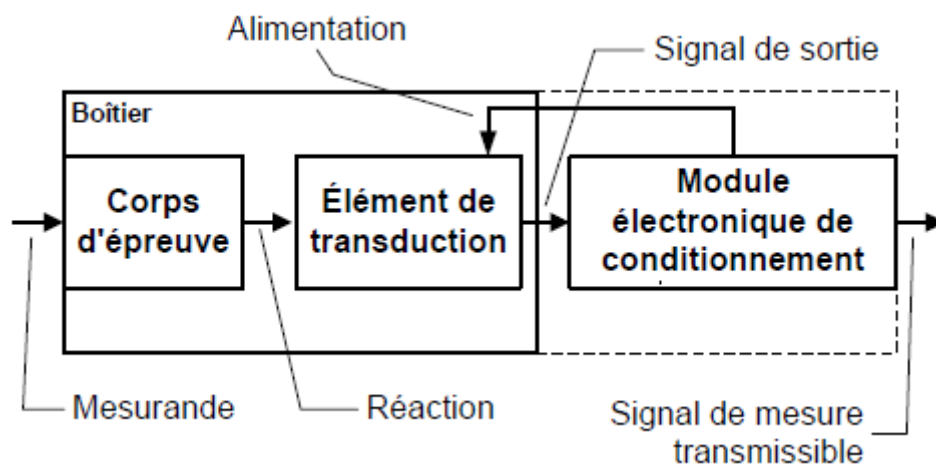 Alimentation
Signal de sortie
Boîtier
Corps
d'épreuve
Élément de
transduction
Module
électronique de
conditionnement
Mesurande
Réaction
Signal de mesure
transmissible